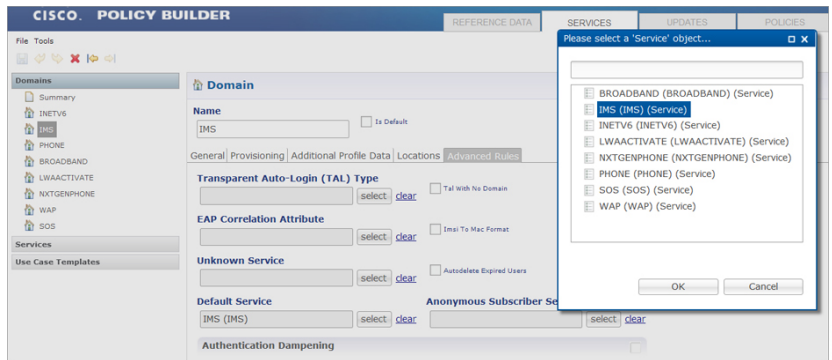 CISCO. POLICY BUILDER
REFERENCE DATA SERVICES UPDATES POLICIES
File Tools
Domains
Summary
INETV6
IMS
PHONE
BROADBAND
LWAACTIVATE
NXTGENPHONE
WAP
SOS
Services
Use Case Templates
Domain
Name
IMS
Is Default
General Provisioning Additional Profile Data Locations Advanced Rules
Transparent Auto-Login (TAL) Type
select clear
Tal With No Domain
EAP Correlation Attribute
select clear
Imsi To Mac Format
Unknown Service
select clear
Autodelete Expired Users
Default Service
IMS (IMS) select clear
Anonymous Subscriber Se
select clear
Authentication Dampening
Please select a 'Service' object...
BROADBAND (BROADBAND) (Service)
IMS (IMS) (Service)
INETV6 (INETV6) (Service)
LWAACTIVATE (LWAACTIVATE) (Service)
NXTGENPHONE (NXTGENPHONE) (Service)
PHONE (PHONE) (Service)
SOS (SOS) (Service)
WAP (WAP) (Service)
OK Cancel